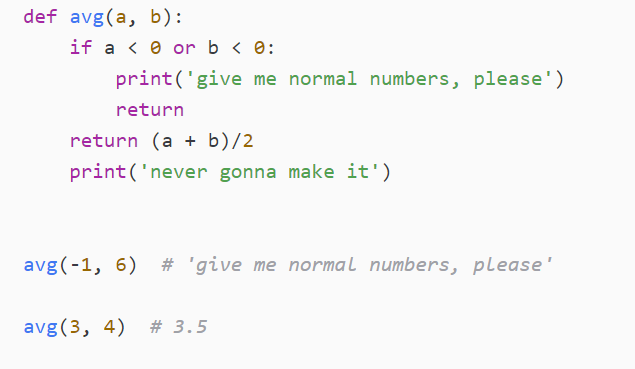 def avg(a, b):
    if a < 0 or b < 0:
        print('give me normal numbers, please')
        return
    return (a + b)/2
    print('never gonna make it')
avg(-1, 6)  # 'give me normal numbers, please'
avg(3, 4)  # 3.5